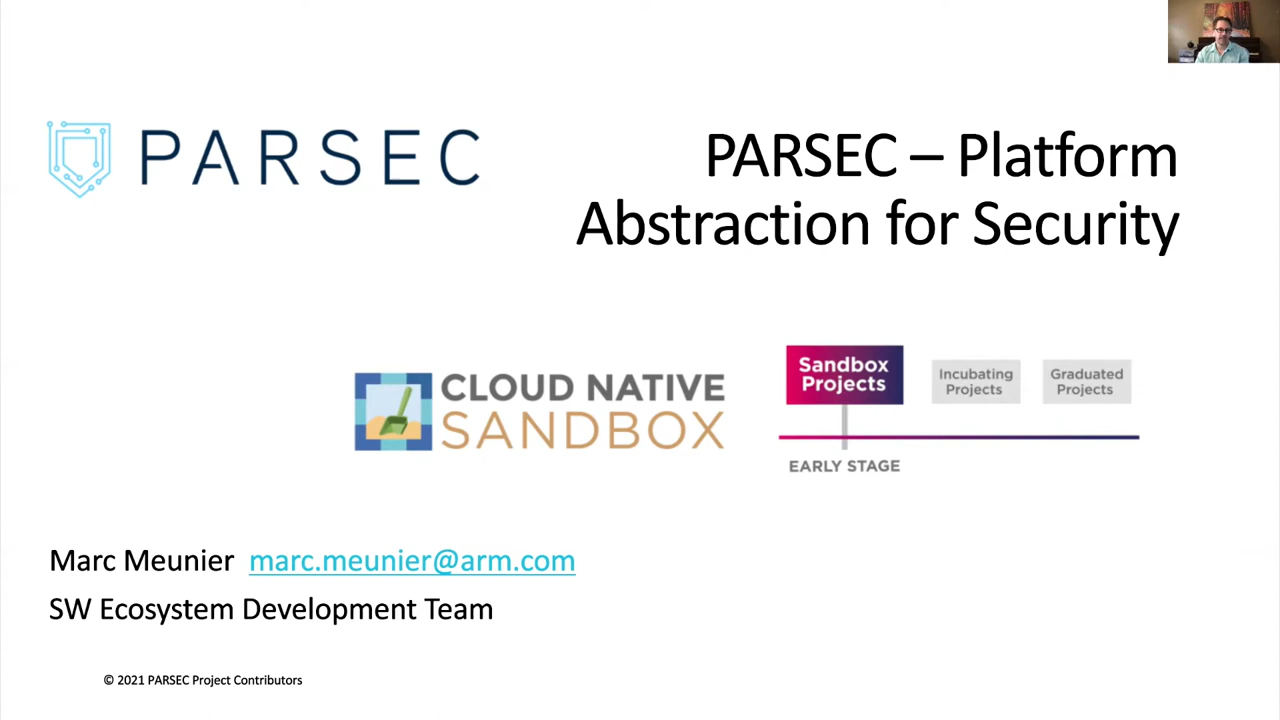 PARSEC
PARSEC – Platform
Abstraction for Security
CLOUD NATIVE
SANDBOX
Sandbox
Projects
Incubating
Projects
Graduated
Projects
EARLY STAGE
Marc Meunier marc.meunier@arm.com
SW Ecosystem Development Team
© 2021 PARSEC Project Contributors